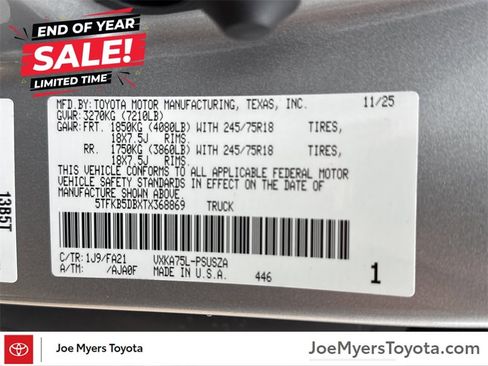 END OF YEAR
SALE!
LIMITED TIME
MFD.BY:TOYOTA MOTOR MANUFACTURING, TEXAS, INC. 11/25
GVWR: 3270KG (7210LB)
GAWR:FRT. 1850KG (4080LB) WITH 245/75R18 TIRES,
18X7.5J RIMS.
RR. 1750KG (3860LB) WITH 245/75R18 TIRES,
18X7.5J RIMS.
THIS VEHICLE CONFORMS TO ALL APPLICABLE FEDERAL MOTOR
VEHICLE SAFETY STANDARDS IN EFFECT ON THE DATE OF
MANUFACTURE SHOWN ABOVE.
5TFKB5DBXTX368869 TRUCK
C/TR: 1J9/FA21 VXKA75L-PSUSZA
A/TM: /AJA0F MADE IN U.S.A. 446 1
13B5T
TOYOTA
Joe Myers Toyota
JoeMyersToyota.com